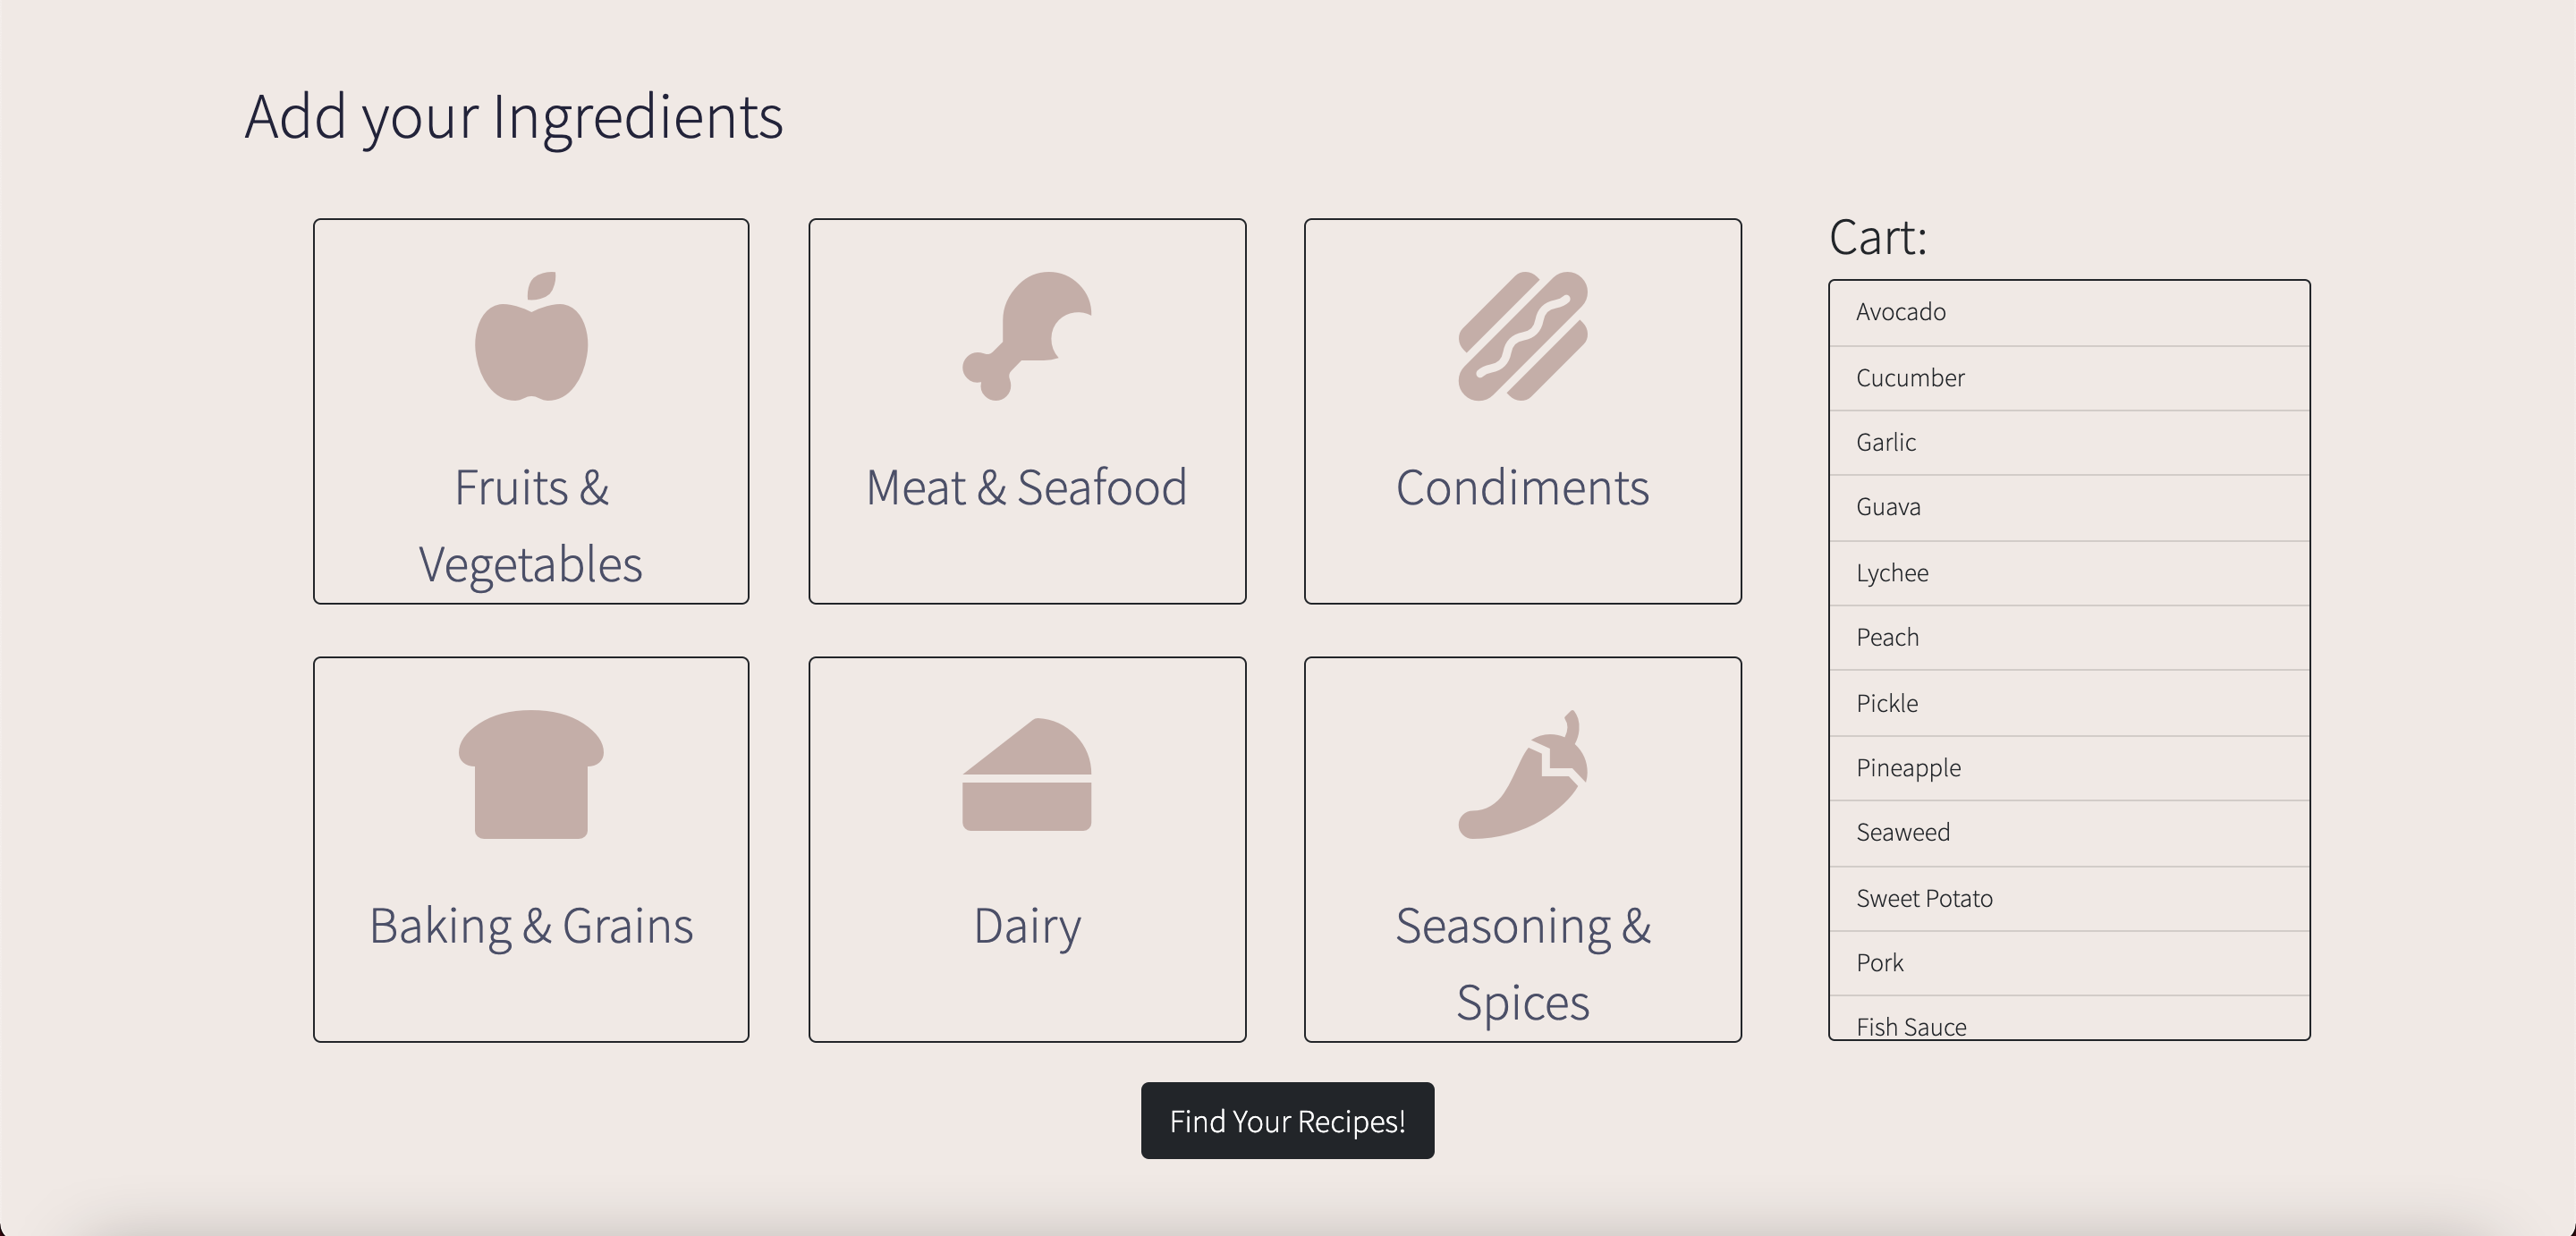 Add your Ingredients
Fruits &
Vegetables
Meat & Seafood
Condiments
Baking & Grains
Dairy
Seasoning &
Spices
Cart:
Avocado
Cucumber
Garlic
Guava
Lychee
Peach
Pickle
Pineapple
Seaweed
Sweet Potato
Pork
Fish Sauce
Find Your Recipes!